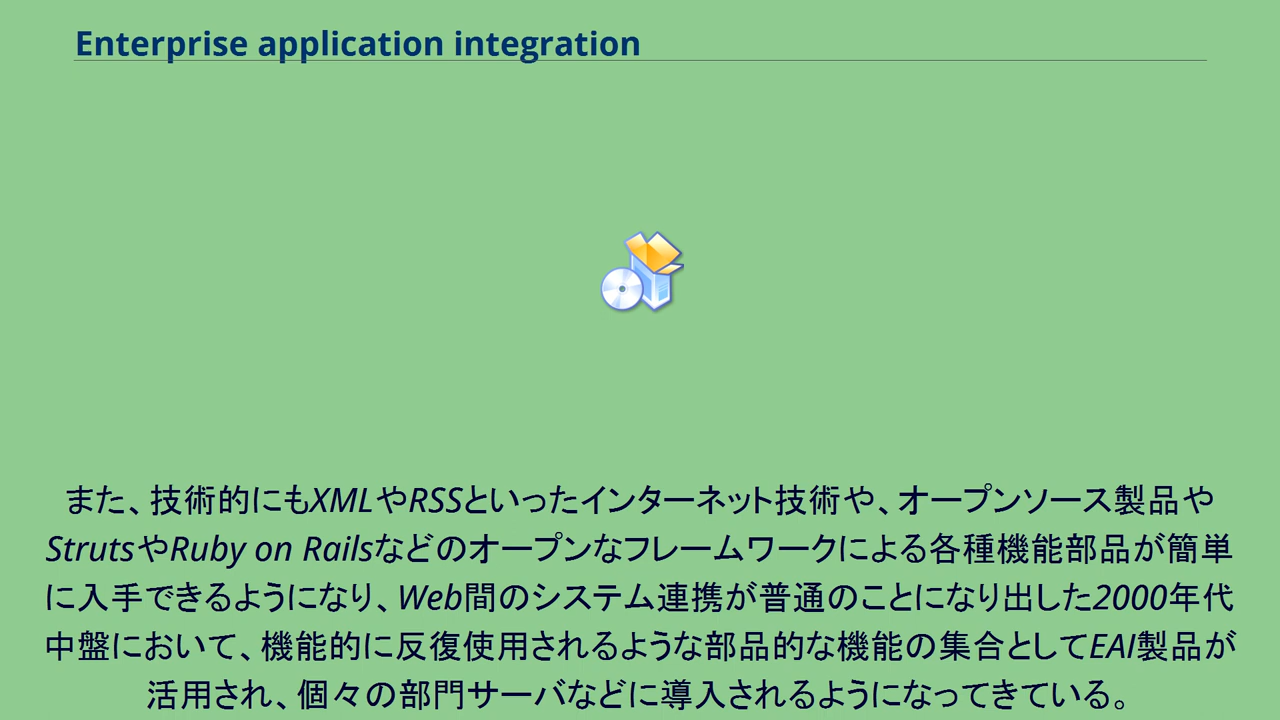 Enterprise application integration
また、技術的にもXMLやRSSといったインターネット技術や、オープンソース製品や
StrutsやRuby on Railsなどのオープンなフレームワークによる各種機能部品が簡単
に入手できるようになり、Web間のシステム連携が普通のことになり出した2000年代
中盤において、機能的に反復使用されるような部品的な機能の集合としてEAI製品が
活用され、個々の部門サーバなどに導入されるようになってきている。